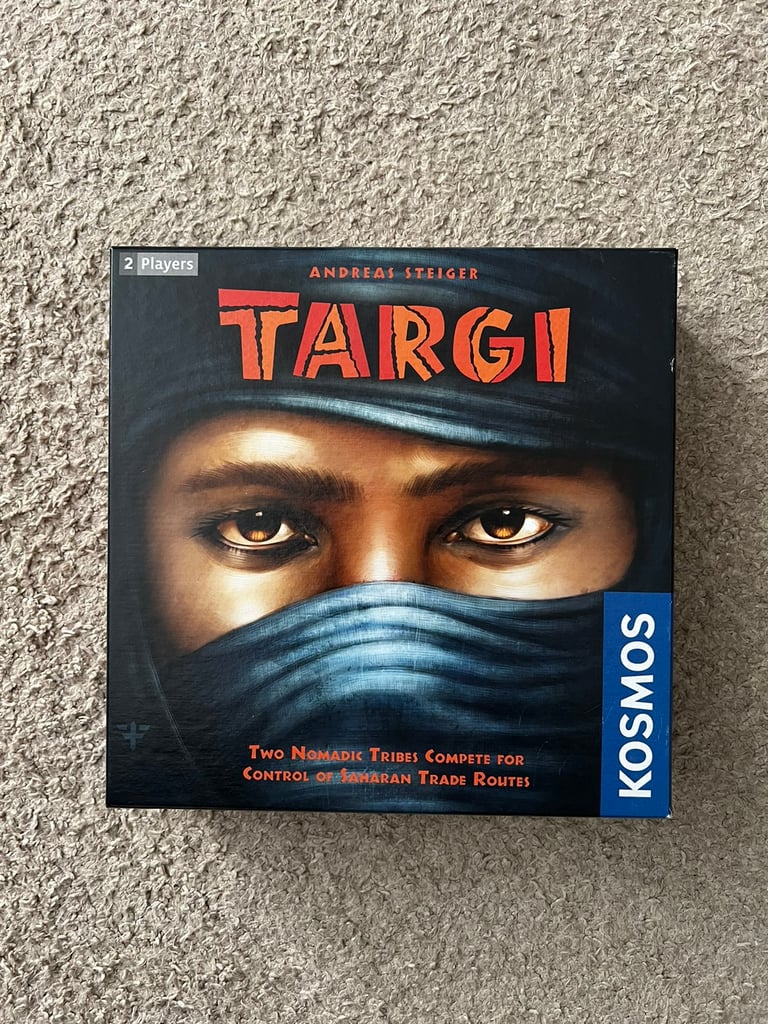 2 Players
ANDREAS STEIGER
TARGI
TWO NOMADIC TRIBES COMPETE FOR
CONTROL OF SAHARAN TRADE ROUTES
KOSMOS